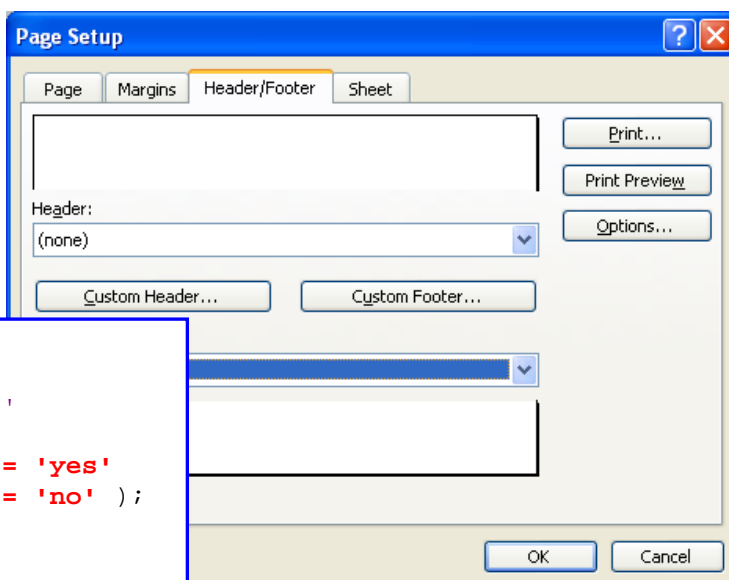 Page Setup
Page Margins Header/Footer Sheet
Print...
Print Preview
Header:
(none)
Options...
Custom Header... Custom Footer...
'
= 'yes'
= 'no' );
OK Cancel